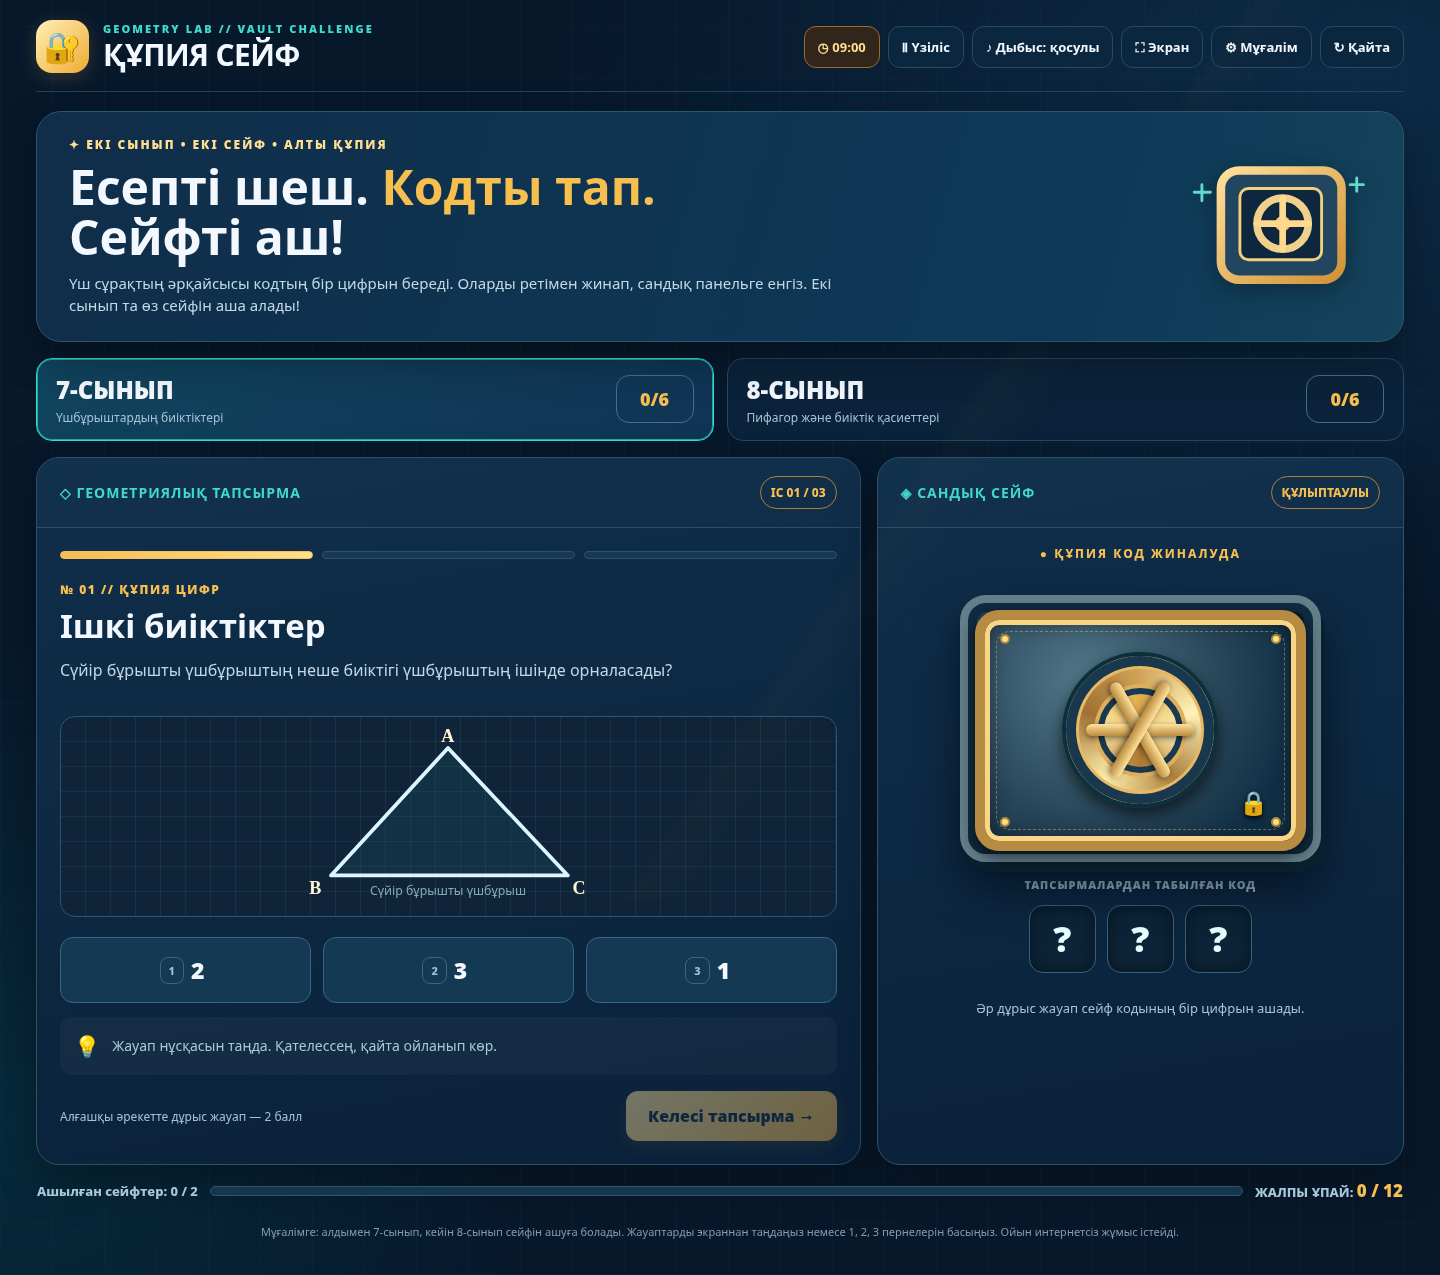 GEOMETRY LAB // VAULT CHALLENGE
ҚҰПИЯ СЕЙФ
◷ 09:00
Ⅱ Үзіліс
♪ Дыбыс: қосулы
⛶ Экран
⚙ Мұғалім
↻ Қайта
✦ ЕКІ СЫНЫП • ЕКІ СЕЙФ • АЛТЫ ҚҰПИЯ
Есепті шеш. Кодты тап.
Сейфті аш!
Үш сұрақтың әрқайсысы кодтың бір цифрын береді. Оларды ретімен жинап, сандық панельге енгіз. Екі
сынып та өз сейфін аша алады!
7-СЫНЫП
Үшбұрыштардың биіктіктері
0/6
8-СЫНЫП
Пифагор және биіктік қасиеттері
0/6
◇ ГЕОМЕТРИЯЛЫҚ ТАПСЫРМА
ІС 01 / 03
№ 01 // ҚҰПИЯ ЦИФР
Ішкі биіктіктер
Сүйір бұрышты үшбұрыштың неше биіктігі үшбұрыштың ішінде орналасады?
A
B
C
Сүйір бұрышты үшбұрыш
1 2
2 3
3 1
Жауап нұсқасын таңда. Қателессең, қайта ойланып көр.
Алғашқы әрекетте дұрыс жауап — 2 балл
Келесі тапсырма →
◈ САНДЫҚ СЕЙФ
ҚҰЛЫПТАУЛЫ
● ҚҰПИЯ КОД ЖИНАЛУДА
ТАПСЫРМАЛАРДАН ТАБЫЛҒАН КОД
? ? ?
Әр дұрыс жауап сейф кодының бір цифрын ашады.
Ашылған сейфтер: 0 / 2
ЖАЛПЫ ҰПАЙ: 0 / 12
Мұғалімге: алдымен 7-сынып, кейін 8-сынып сейфін ашуға болады. Жауаптарды экраннан таңдаңыз немесе 1, 2, 3 пернелерін басыңыз. Ойын интернетсіз жұмыс істейді.